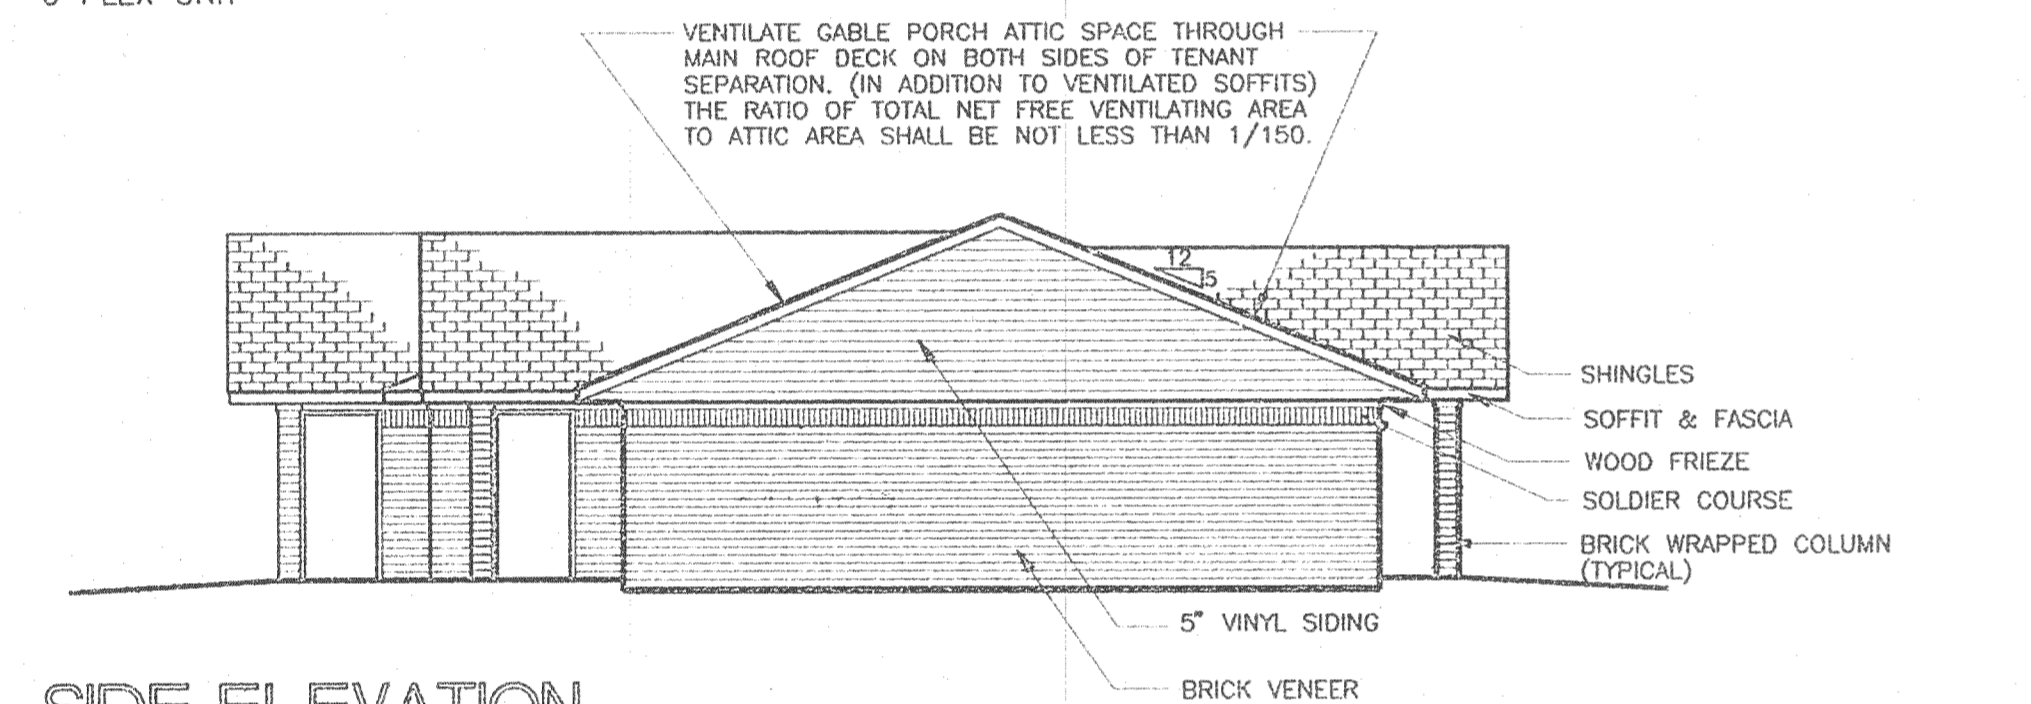 VENTILATE GABLE PORCH ATTIC SPACE THROUGH
MAIN ROOF DECK ON BOTH SIDES OF TENANT
SEPARATION. (IN ADDITION TO VENTILATED SOFFITS)
THE RATIO OF TOTAL NET FREE VENTILATING AREA
TO ATTIC AREA SHALL BE NOT LESS THAN 1/150.
12
5
SHINGLES
SOFFIT & FASCIA
WOOD FRIEZE
SOLDIER COURSE
BRICK WRAPPED COLUMN
(TYPICAL)
5" VINYL SIDING
BRICK VENEER
SIDE ELEVATION